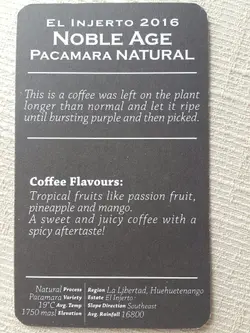 El Injerto 2016
Noble Age
Pacamara Natural
This is a coffee was left on the plant
longer than normal and let it ripe
until bursting purple and then picked.
Coffee Flavours:
Tropical fruits like passion fruit,
pineapple and mango.
A sweet and juicy coffee with a
spicy aftertaste!
Natural Process Region La Libertad, Huehuetenango
Pacamara Variety Estate El Injerto
19°C Avg. Temp Slope Direction Southeast
1750 masl Elevation Avg. Rainfall 16800